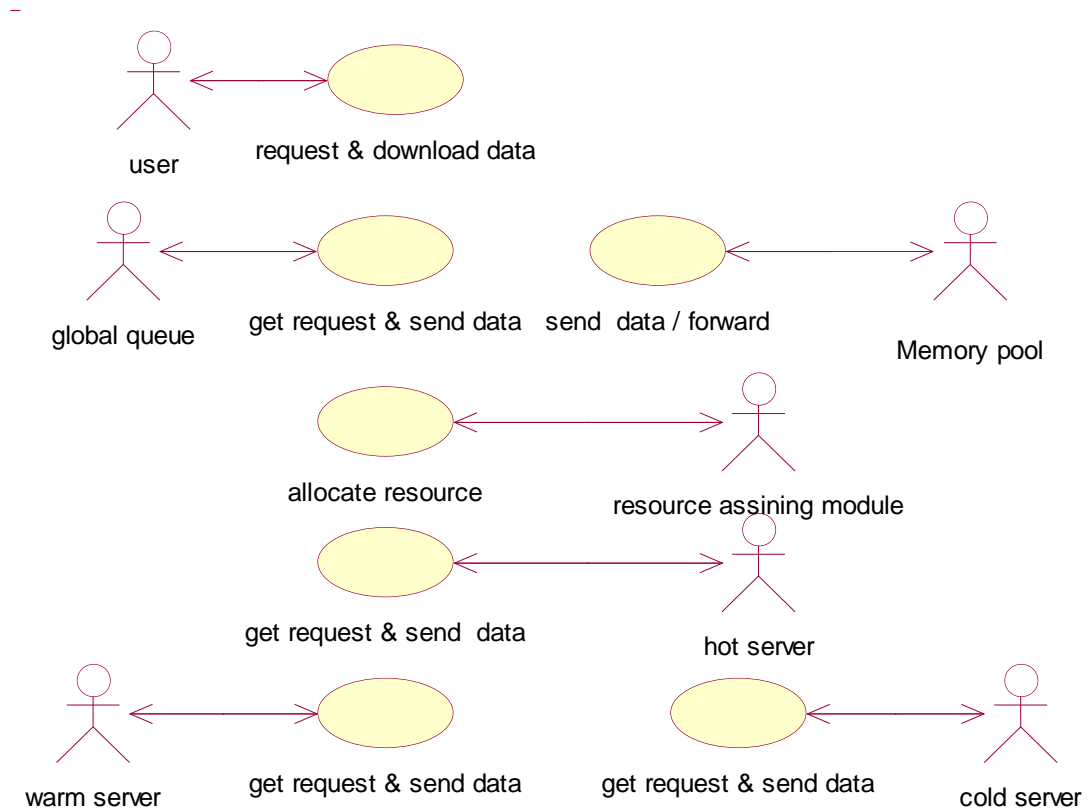 user
request & download data
global queue
get request & send data
send data / forward
Memory pool
allocate resource
resource assining module
get request & send data
hot server
warm server
get request & send data
get request & send data
cold server